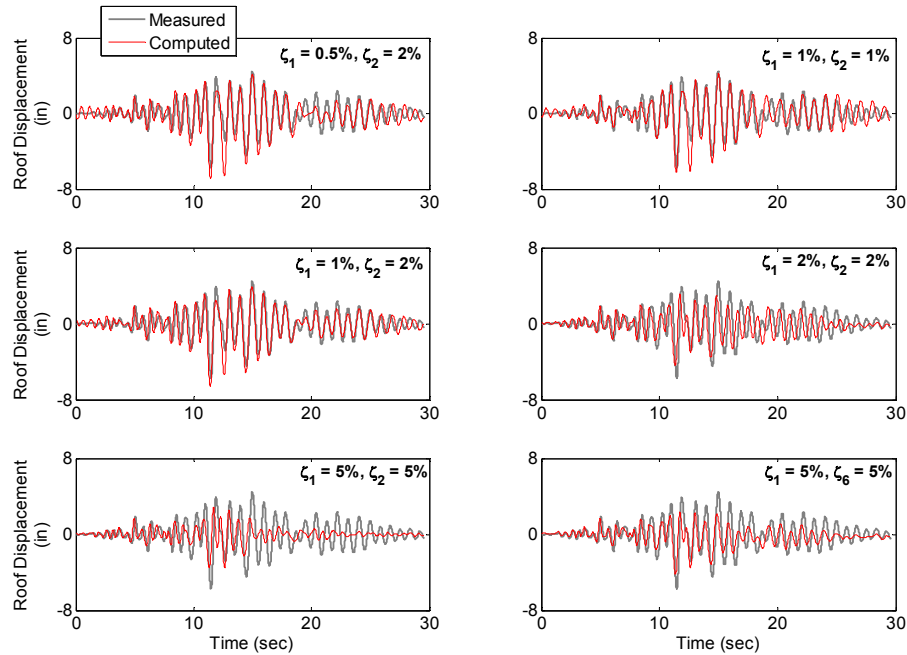 Measured
Computed
Roof Displacement
(in)
8
0
-8
0
10
20
30
ζ1 = 0.5%, ζ2 = 2%
8
0
-8
0
10
20
30
ζ1 = 1%, ζ2 = 1%
Roof Displacement
(in)
8
0
-8
0
10
20
30
ζ1 = 1%, ζ2 = 2%
8
0
-8
0
10
20
30
ζ1 = 2%, ζ2 = 2%
Roof Displacement
(in)
8
0
-8
0
10
20
30
Time (sec)
ζ1 = 5%, ζ2 = 5%
8
0
-8
0
10
20
30
Time (sec)
ζ1 = 5%, ζ6 = 5%